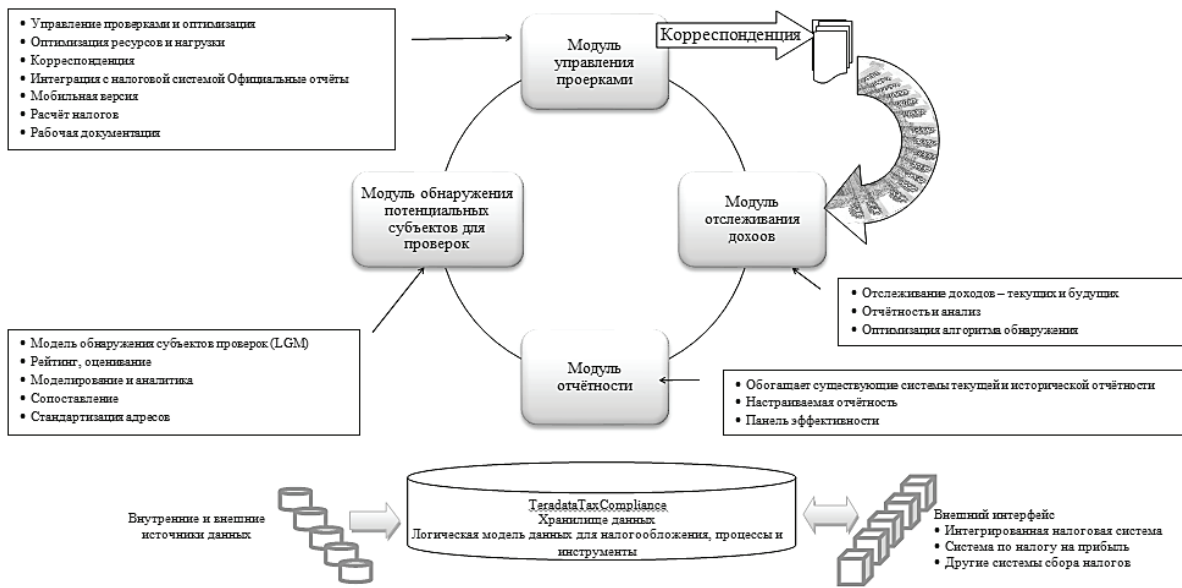 • Управление проверками и оптимизация
• Оптимизация ресурсов и нагрузки
• Корреспонденция
• Интеграция с налоговой системой Официальные отчёты
• Мобильная версия
• Расчёт налогов
• Рабочая документация
Модуль
управления
проерками
Корреспонденция
Модуль обнаружения
потенциальных
субъектов для
проверок
Модуль
отслеживания
дохоов
• Отслеживание доходов – текущих и будущих
• Отчётность и анализ
• Оптимизация алгоритма обнаружения
• Модель обнаружения субъектов проверок (LGM)
• Рейтинг, оценивание
• Моделирование и аналитика
• Сопоставление
• Стандартизация адресов
Модуль
отчётности
• Обогащает существующие системы текущей и исторической отчётности
• Настраиваемая отчётность
• Панель эффективности
Внутренние и внешние
источники данных
TeradataTaxCompliance
Хранилище данных
Логическая модель данных для налогообложения, процессы и
инструменты
Внешний интерфейс
• Интегрированная налоговая система
• Система по налогу на прибыль
• Другие системы сбора налогов